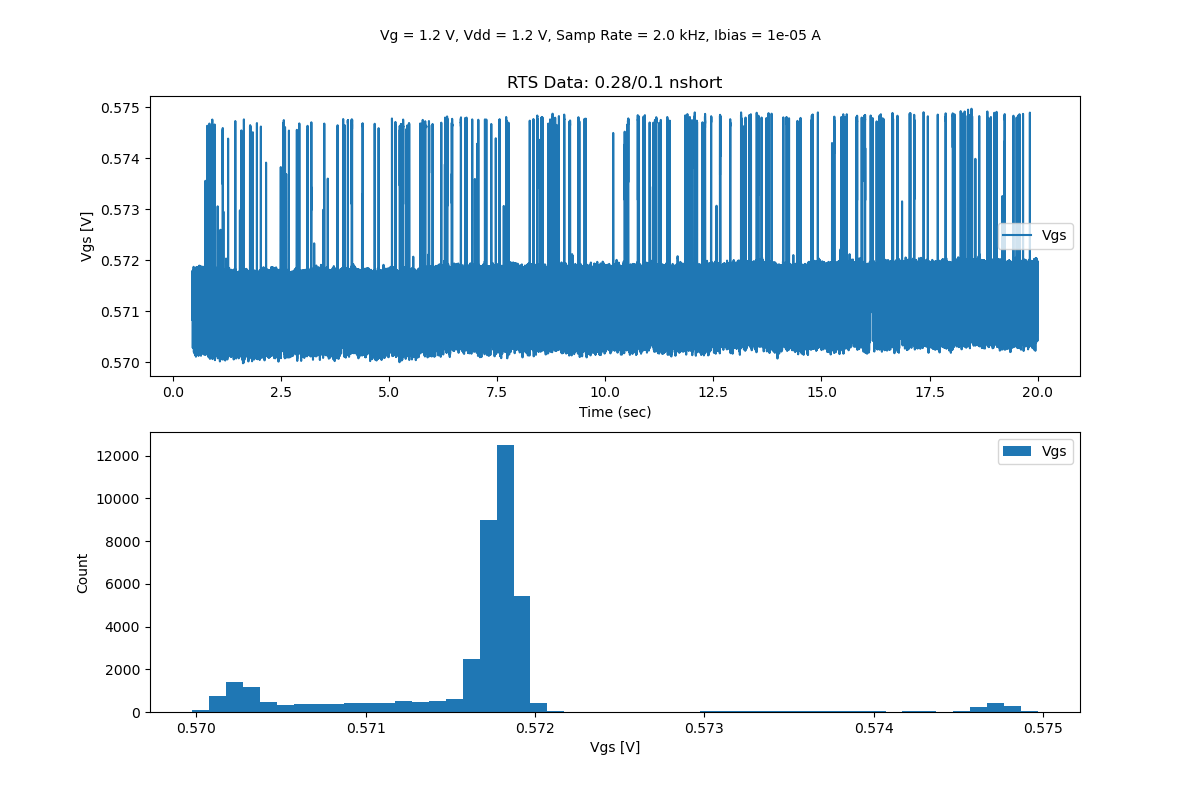 Vg = 1.2 V, Vdd = 1.2 V, Samp Rate = 2.0 kHz, Ibias = 1e-05 A
RTS Data: 0.28/0.1 nshort
0.575
0.574
0.573
0.572
0.571
0.570
Vgs [V]
Vgs
0.0 2.5 5.0 7.5 10.0 12.5 15.0 17.5 20.0
Time (sec)
12000
10000
8000
6000
4000
2000
0
Count
Vgs
0.570 0.571 0.572 0.573 0.574 0.575
Vgs [V]